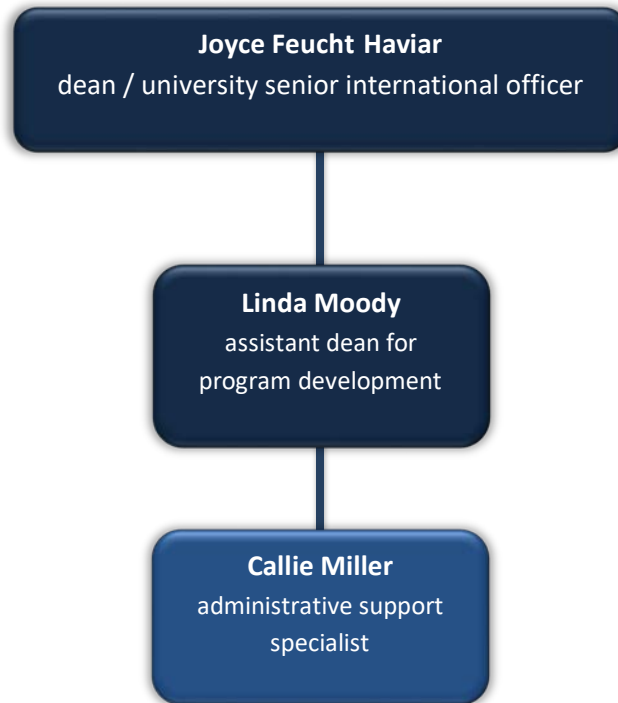 Joyce Feucht Haviar
dean / university senior international officer
Linda Moody
assistant dean for
program development
Callie Miller
administrative support
specialist